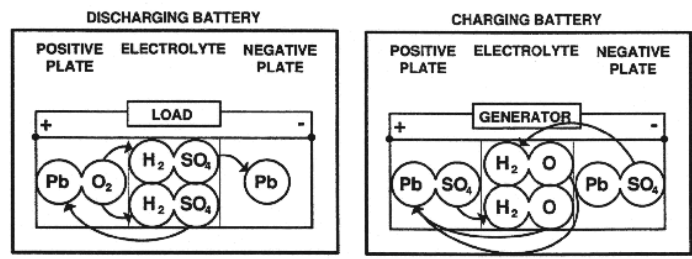 DISCHARGING BATTERY
POSITIVE PLATE
ELECTROLYTE
NEGATIVE PLATE
LOAD
+
-
Pb O₂
H₂ SO₄
H₂ SO₄
Pb
CHARGING BATTERY
POSITIVE PLATE
ELECTROLYTE
NEGATIVE PLATE
GENERATOR
+
-
Pb SO₄
H₂ O
H₂ O
Pb SO₄